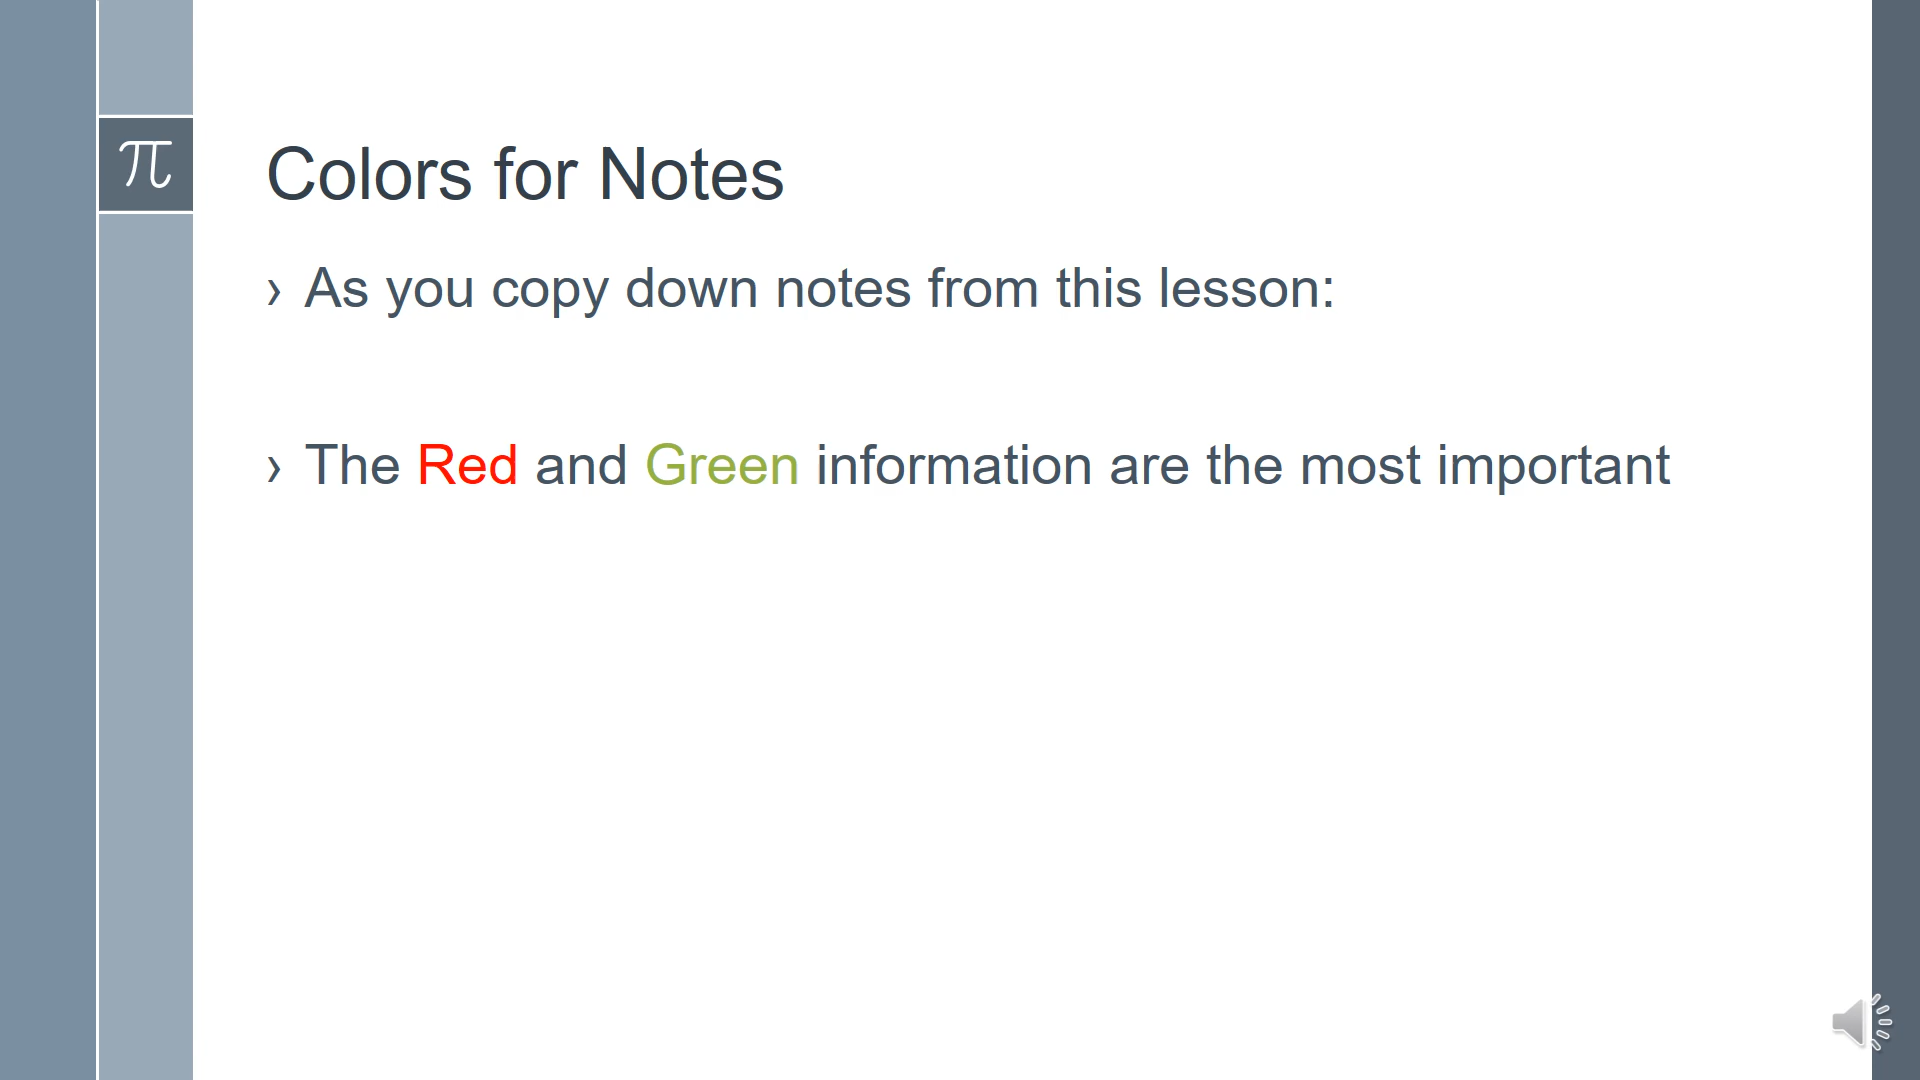 π
Colors for Notes
› As you copy down notes from this lesson:
› The Red and Green information are the most important